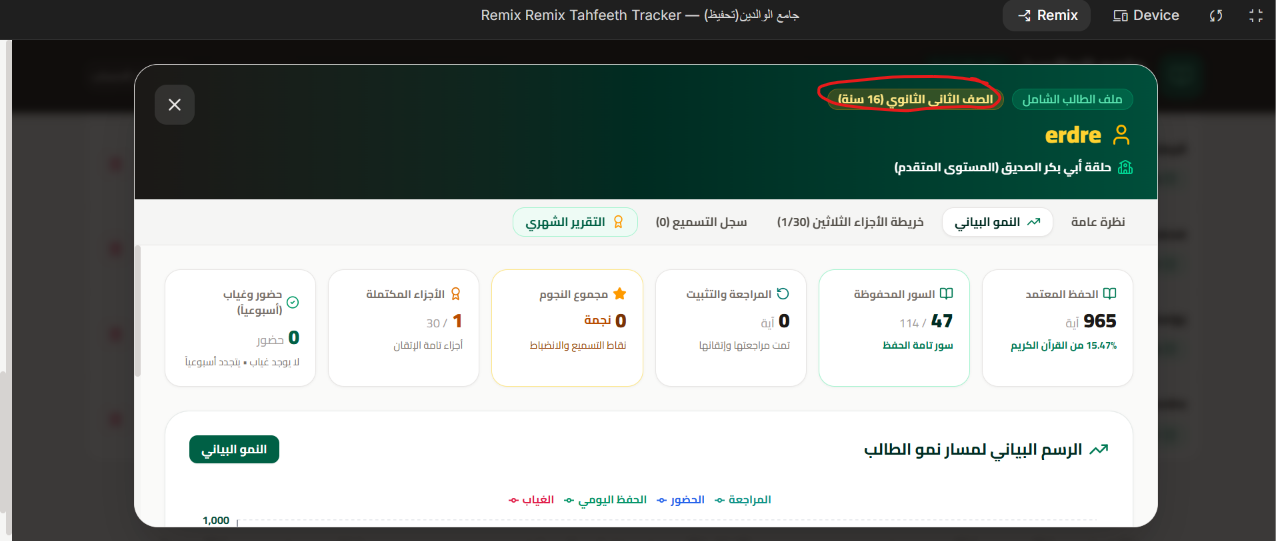 Remix Remix Tahfeeth Tracker — جامع الوالدين(تحفيظ)
Remix
Device
ملف الطالب الشامل
الصف الثاني الثانوي (16 سنة)
erdre
حلقة أبي بكر الصديق (المستوى المتقدم)
نظرة عامة
النمو البياني
خريطة الأجزاء الثلاثين (1/30)
سجل التسميع (0)
التقرير الشهري
الحفظ المعتمد
965 آية
15.47% من القرآن الكريم
السور المحفوظة
47 / 114
سور تامة الحفظ
المراجعة والتثبيت
0 آية
تمت مراجعتها وإتقانها
مجموع النجوم
0 نجمة
نقاط التسميع والانضباط
الأجزاء المكتملة
1 / 30
أجزاء تامة الإتقان
حضور وغياب (أسبوعياً)
0 حضور
لا يوجد غياب • يتجدد أسبوعياً
الرسم البياني لمسار نمو الطالب
النمو البياني
المراجعة
الحضور
الحفظ اليومي
الغياب
1,000